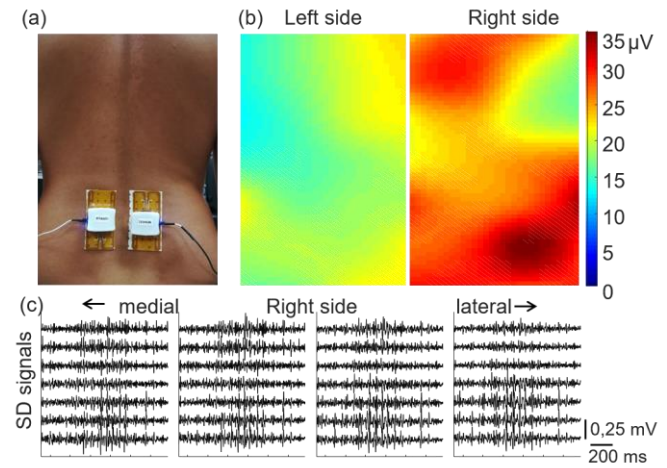 (a)
(b)
Left side
Right side
35
μV
30
25
20
15
10
5
0
(c)
← medial
Right side
lateral→
SD signals
0,25 mV
200 ms